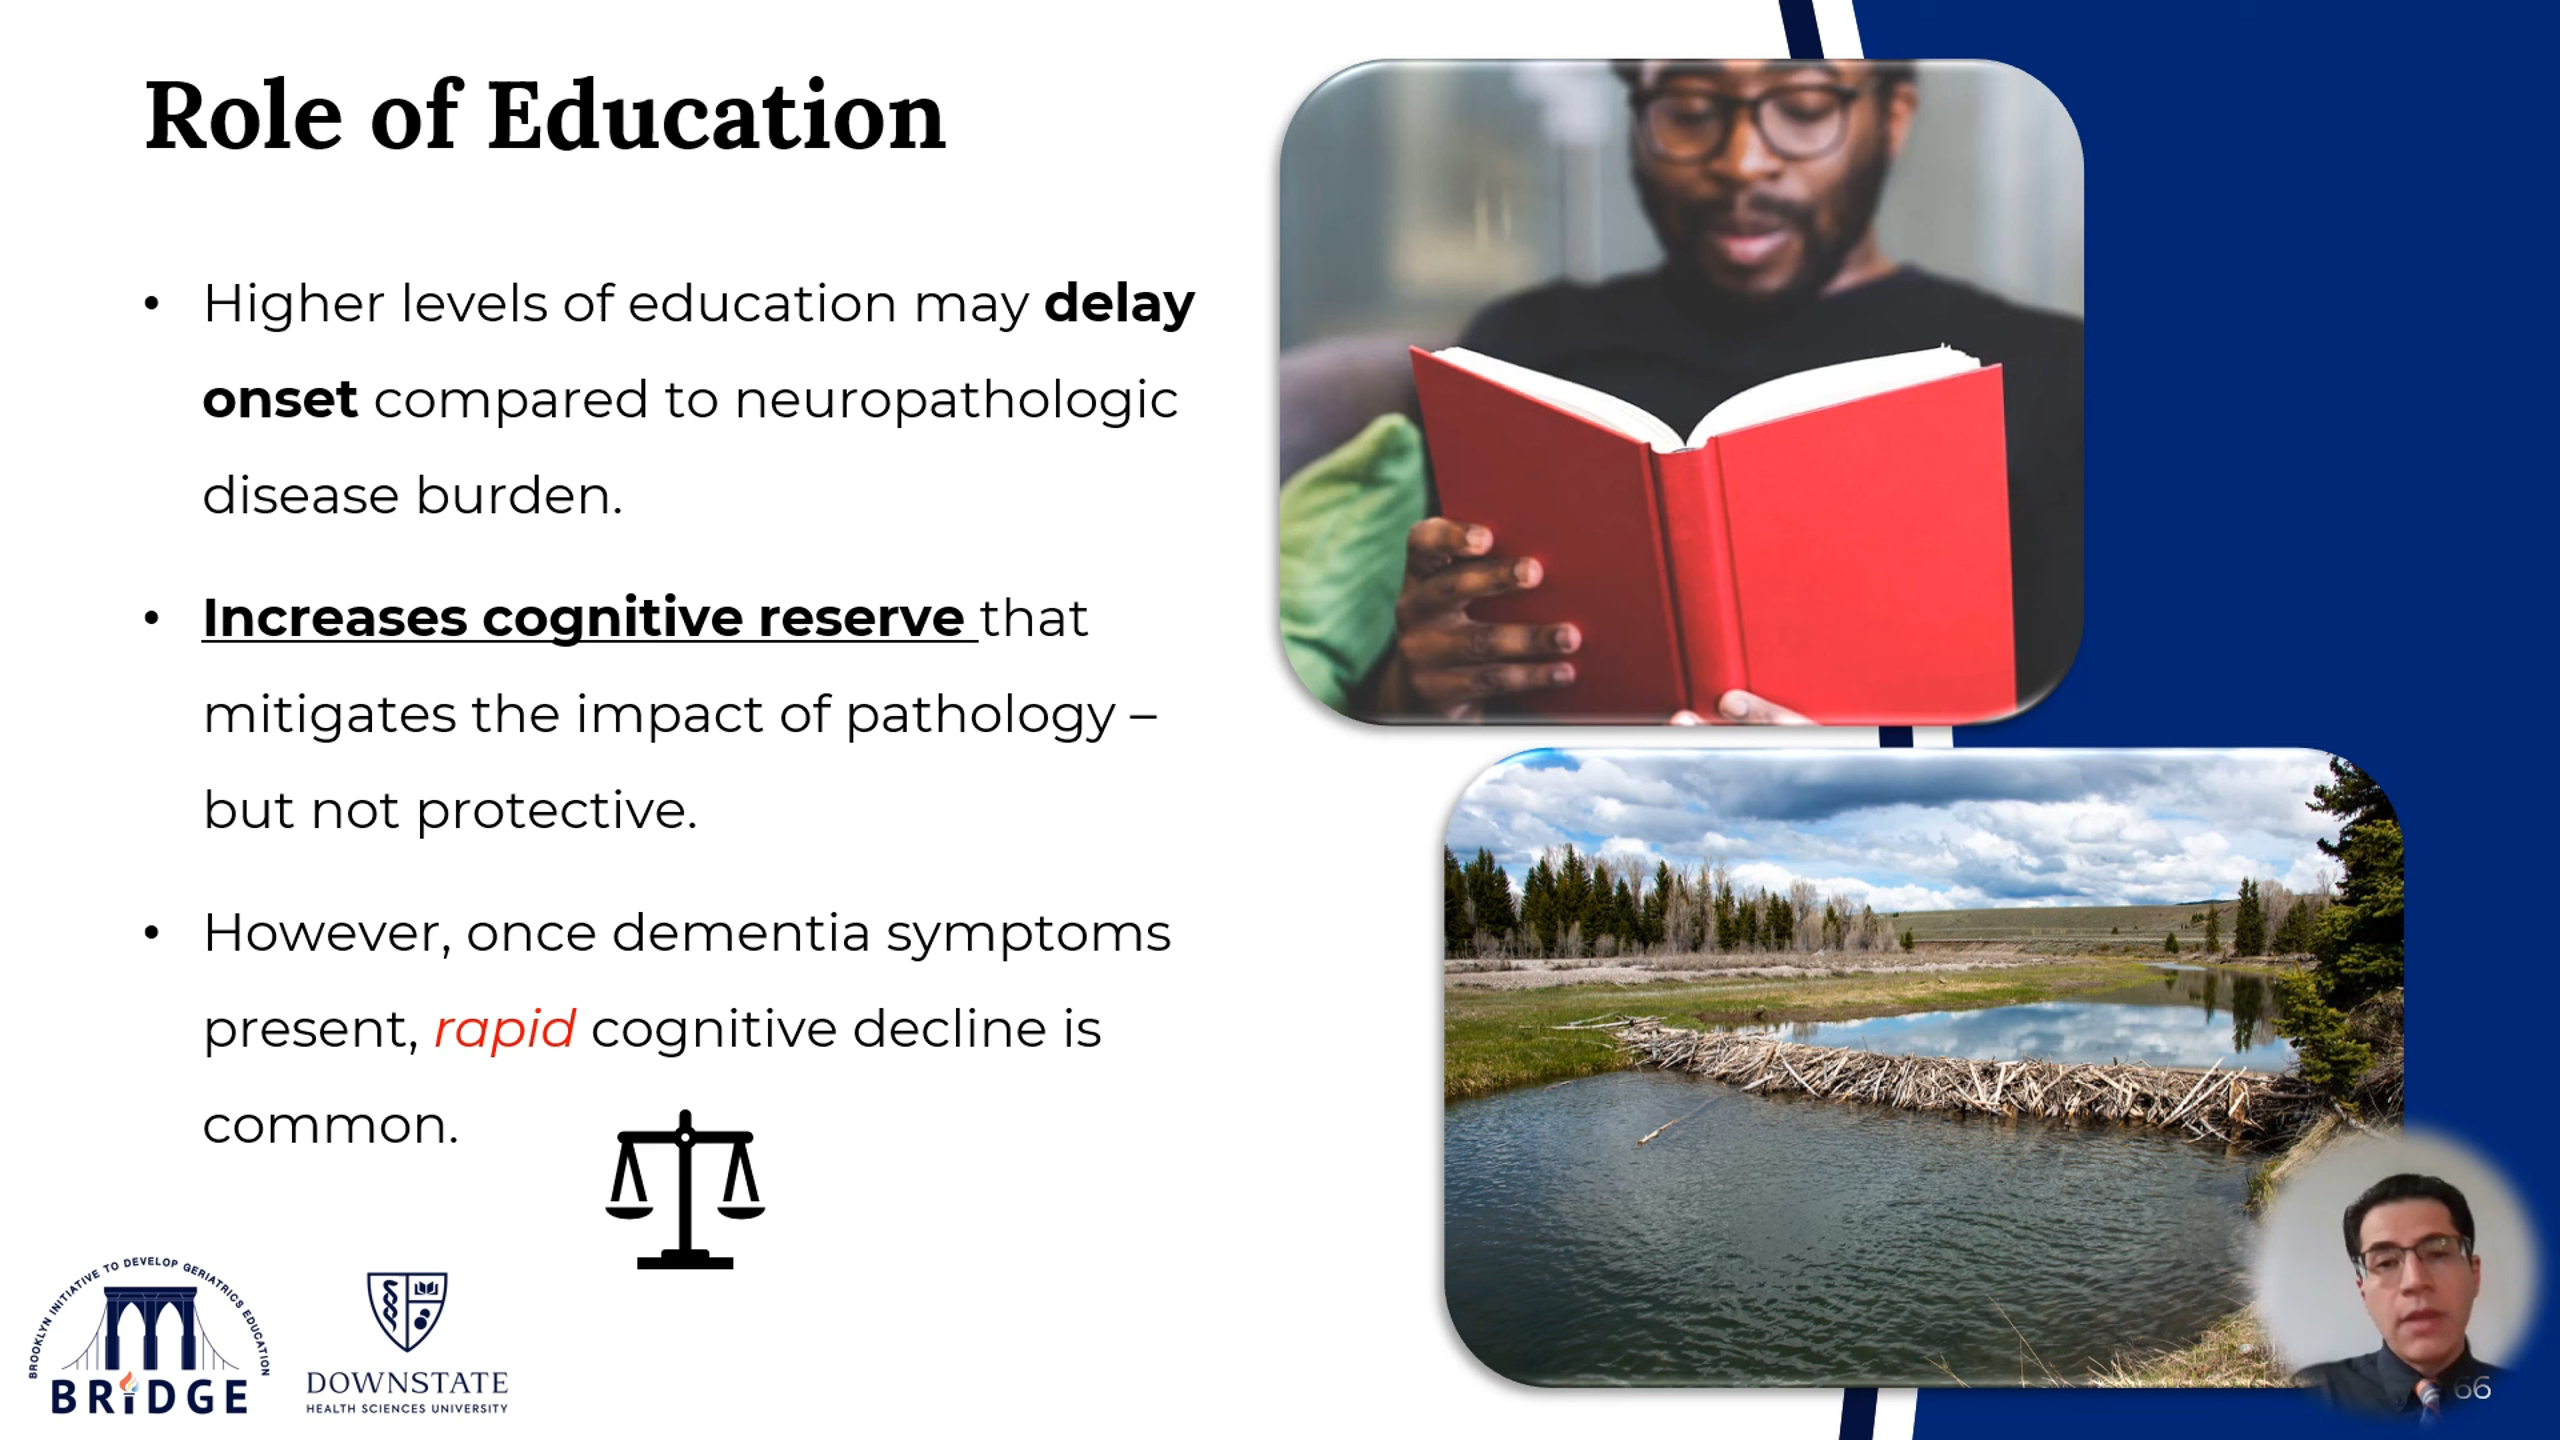 Role of Education
• Higher levels of education may delay
onset compared to neuropathologic
disease burden.
• Increases cognitive reserve that
mitigates the impact of pathology –
but not protective.
• However, once dementia symptoms
present, rapid cognitive decline is
common.
BROOKLYN INITIATIVE TO DEVELOP GERIATRICS EDUCATION
BRIDGE
DOWNSTATE
HEALTH SCIENCES UNIVERSITY
66